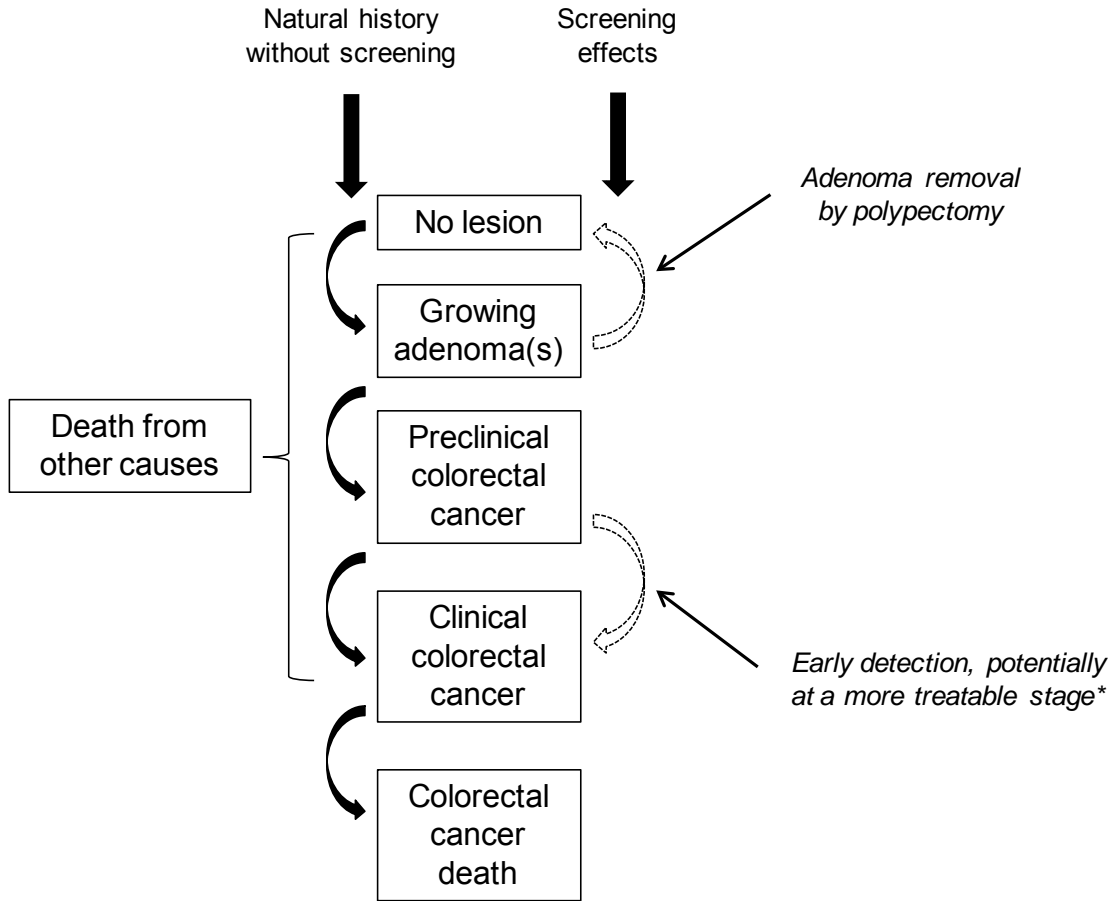 Natural history
without screening
Screening
effects
Adenoma removal
by polypectomy
No lesion
Growing
adenoma(s)
Death from
other causes
Preclinical
colorectal
cancer
Clinical
colorectal
cancer
Early detection, potentially
at a more treatable stage*
Colorectal
cancer
death